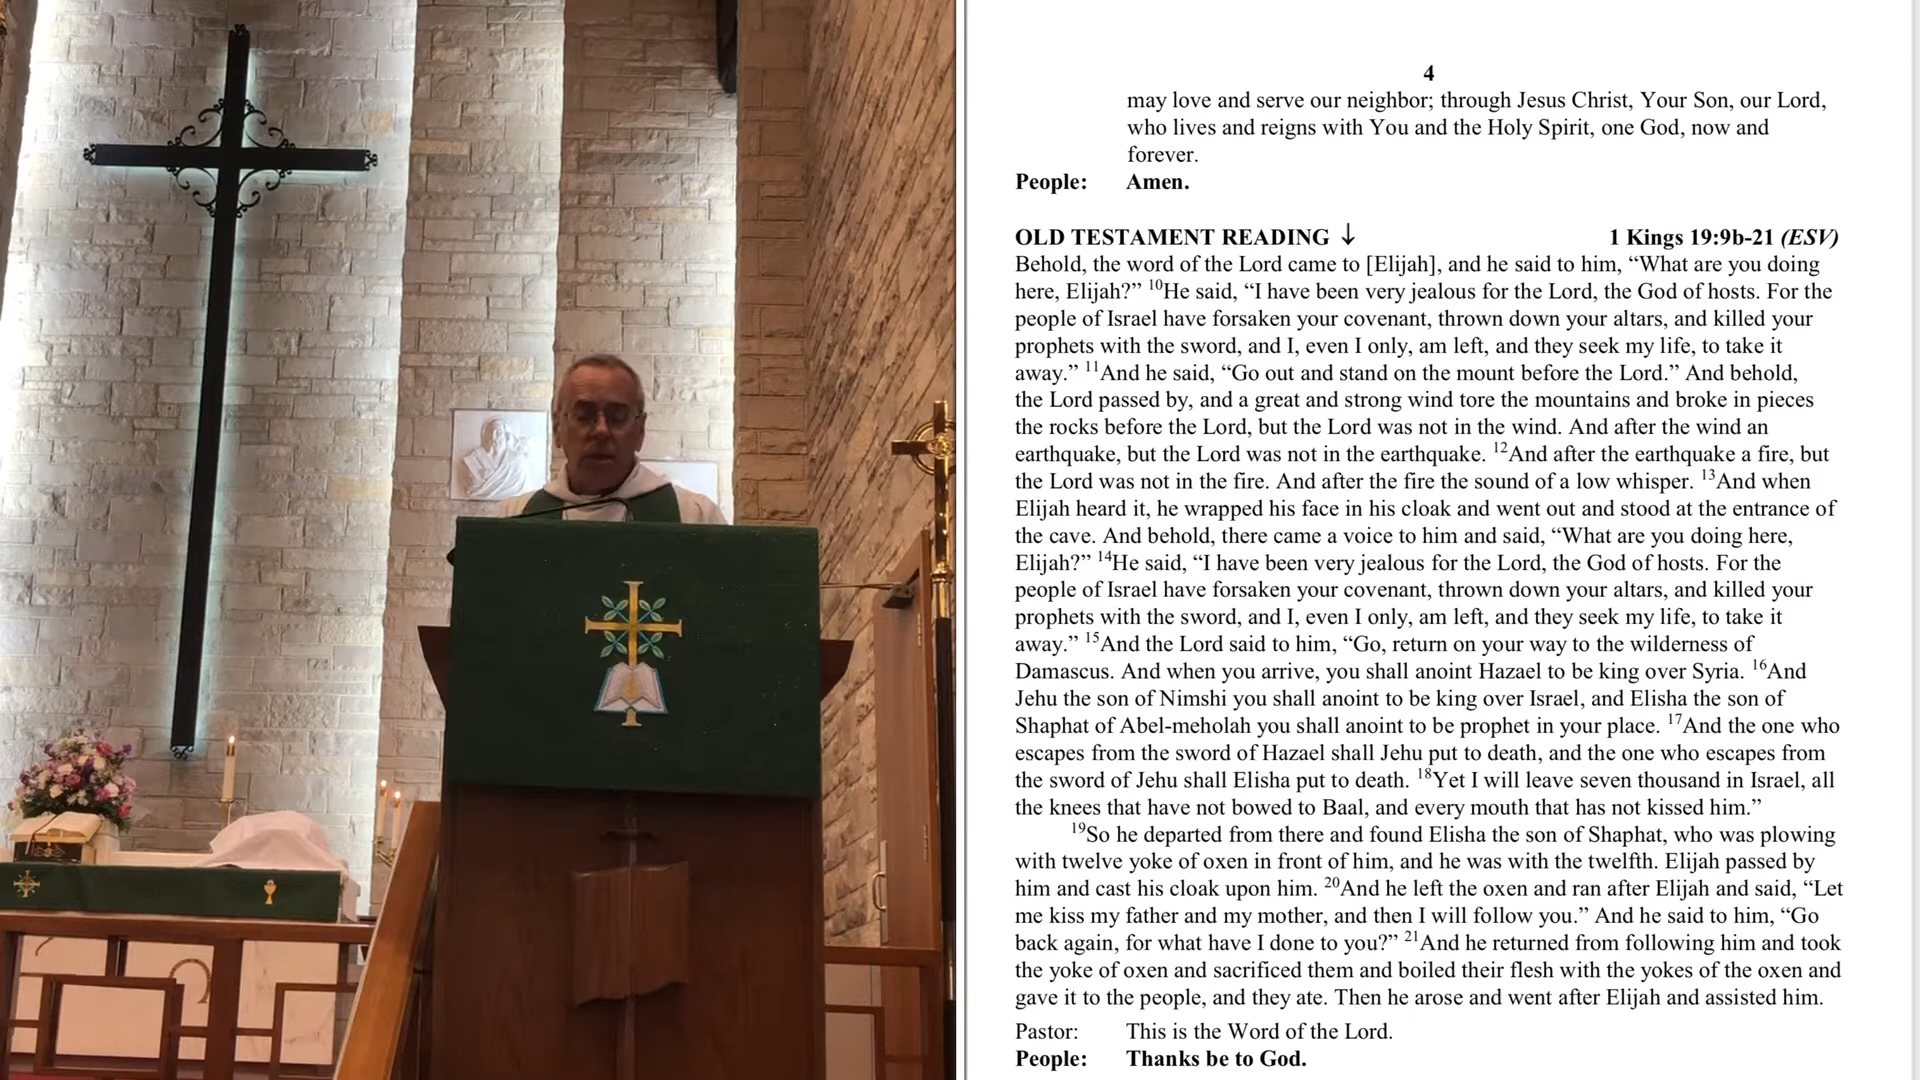 4
may love and serve our neighbor; through Jesus Christ, Your Son, our Lord,
who lives and reigns with You and the Holy Spirit, one God, now and
forever.
People: Amen.
OLD TESTAMENT READING ↓ 1 Kings 19:9b-21 (ESV)
Behold, the word of the Lord came to [Elijah], and he said to him, “What are you doing
here, Elijah?” 10He said, “I have been very jealous for the Lord, the God of hosts. For the
people of Israel have forsaken your covenant, thrown down your altars, and killed your
prophets with the sword, and I, even I only, am left, and they seek my life, to take it
away.” 11And he said, “Go out and stand on the mount before the Lord.” And behold,
the Lord passed by, and a great and strong wind tore the mountains and broke in pieces
the rocks before the Lord, but the Lord was not in the wind. And after the wind an
earthquake, but the Lord was not in the earthquake. 12And after the earthquake a fire, but
the Lord was not in the fire. And after the fire the sound of a low whisper. 13And when
Elijah heard it, he wrapped his face in his cloak and went out and stood at the entrance of
the cave. And behold, there came a voice to him and said, “What are you doing here,
Elijah?” 14He said, “I have been very jealous for the Lord, the God of hosts. For the
people of Israel have forsaken your covenant, thrown down your altars, and killed your
prophets with the sword, and I, even I only, am left, and they seek my life, to take it
away.” 15And the Lord said to him, “Go, return on your way to the wilderness of
Damascus. And when you arrive, you shall anoint Hazael to be king over Syria. 16And
Jehu the son of Nimshi you shall anoint to be king over Israel, and Elisha the son of
Shaphat of Abel-meholah you shall anoint to be prophet in your place. 17And the one who
escapes from the sword of Hazael shall Jehu put to death, and the one who escapes from
the sword of Jehu shall Elisha put to death. 18Yet I will leave seven thousand in Israel, all
the knees that have not bowed to Baal, and every mouth that has not kissed him.”
19So he departed from there and found Elisha the son of Shaphat, who was plowing
with twelve yoke of oxen in front of him, and he was with the twelfth. Elijah passed by
him and cast his cloak upon him. 20And he left the oxen and ran after Elijah and said, “Let
me kiss my father and my mother, and then I will follow you.” And he said to him, “Go
back again, for what have I done to you?” 21And he returned from following him and took
the yoke of oxen and sacrificed them and boiled their flesh with the yokes of the oxen and
gave it to the people, and they ate. Then he arose and went after Elijah and assisted him.
Pastor: This is the Word of the Lord.
People: Thanks be to God.